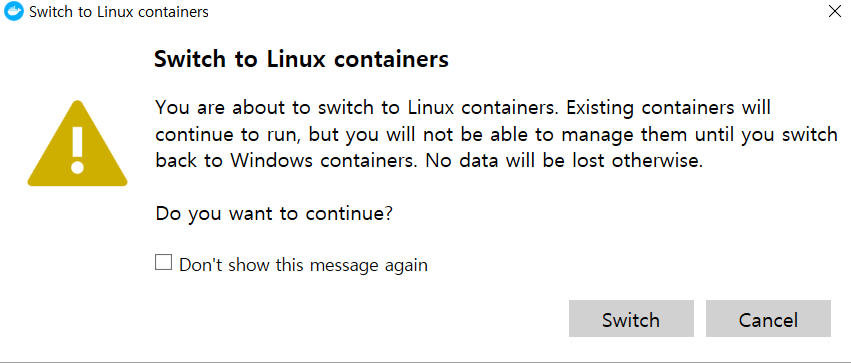 Switch to Linux containers
Switch to Linux containers
You are about to switch to Linux containers. Existing containers will
continue to run, but you will not be able to manage them until you switch
back to Windows containers. No data will be lost otherwise.
Do you want to continue?
Don't show this message again
Switch
Cancel